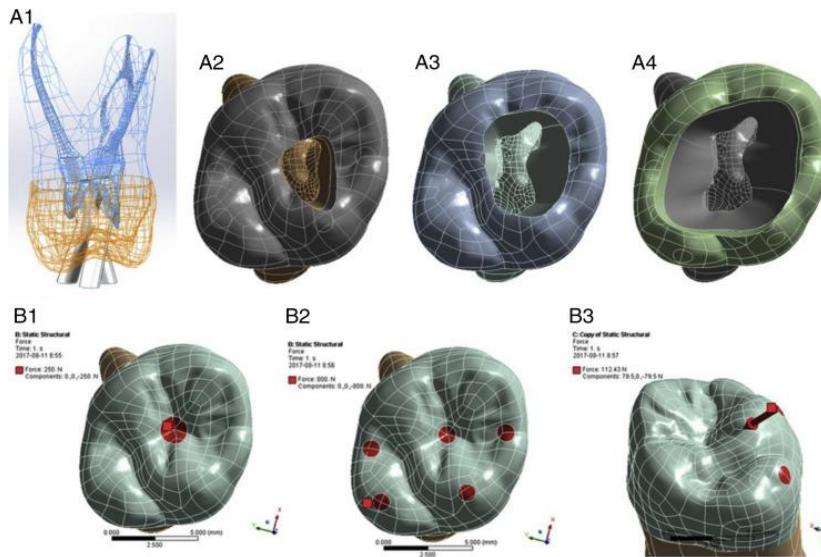 A1
A2
A3
A4
B1
B: Static Structural
Force
Time: 1. s
2017-08-11 8:55
Force: 250. N
Components: 0,,0,,-250. N
0.000
5.000 (mm)
2.500
B2
B: Static Structural
Force
Time: 1. s
2017-08-11 8:56
Force: 800. N
Components: 0,,0,,-800. N
0.000
5.000 (mm)
2.500
B3
C: Copy of Static Structural
Force
Time: 1. s
2017-08-11 8:57
Force: 112.43 N
Components: 79.5,0,,-79.5 N